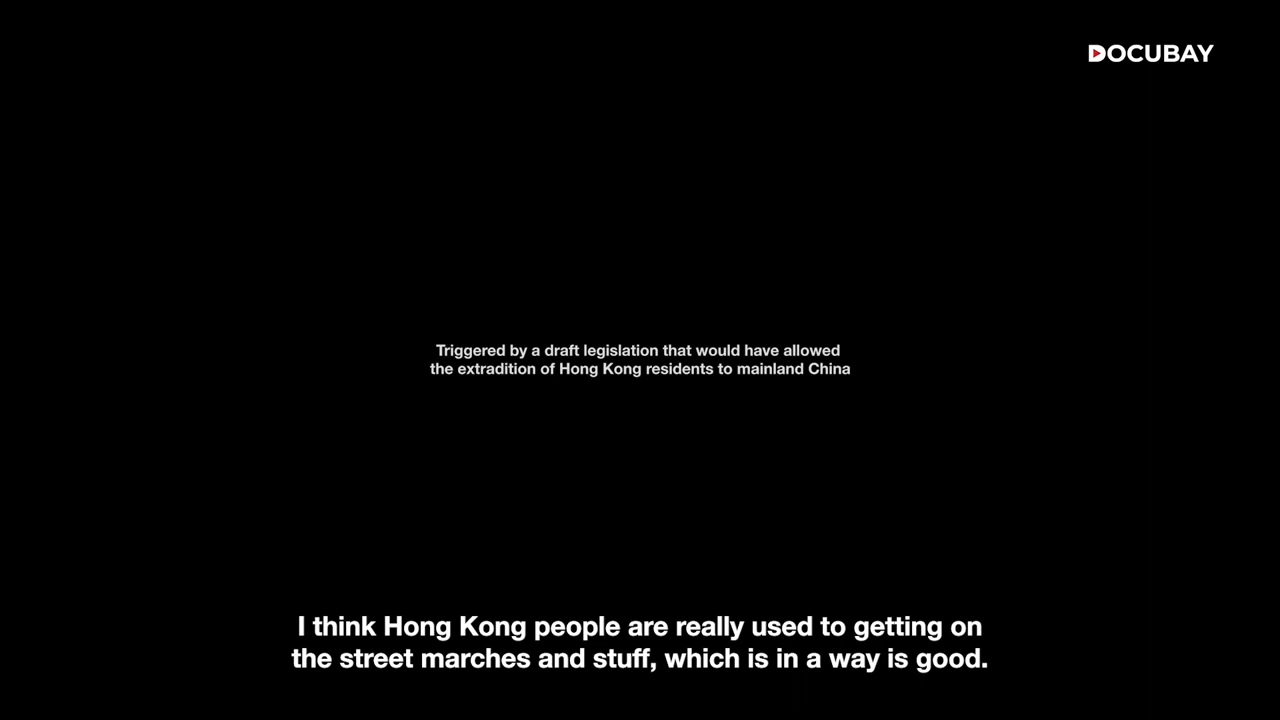 DOCUBAY
Triggered by a draft legislation that would have allowed
the extradition of Hong Kong residents to mainland China
I think Hong Kong people are really used to getting on
the street marches and stuff, which is in a way is good.